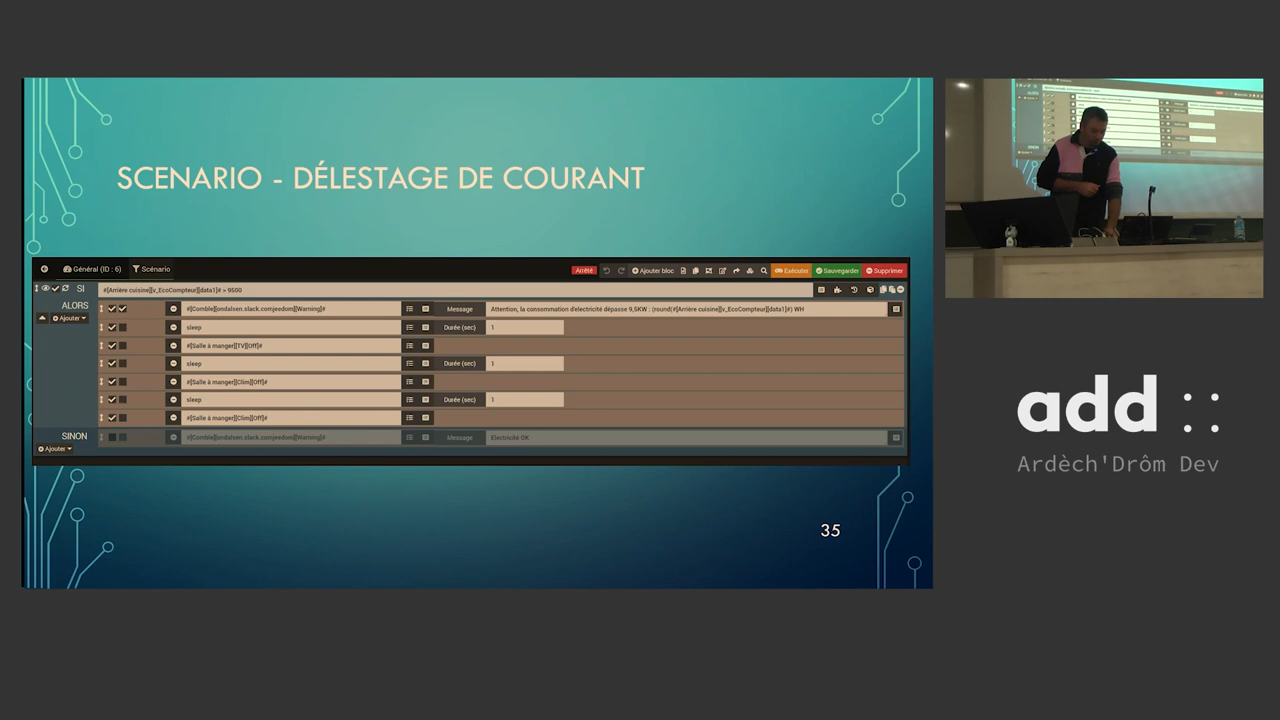 SCENARIO - DÉLESTAGE DE COURANT
Général (ID : 6) Scénario
Arrêté Ajouter bloc Exécuter Sauvegarder Supprimer
SI #[Arrière cuisine][v_EcoCompteur][data1]# > 9500
ALORS
Ajouter
#[Comble][ondalsen.slack.comjeedom][Warning]# Message Attention, la consommation d'electricité dépasse 9,5KW : (round(#[Arrière cuisine][v_EcoCompteur][data1]#) WH
sleep Durée (sec) 1
#[Salle à manger][TV][Off]#
sleep Durée (sec) 1
#[Salle à manger][Clim][Off]#
sleep Durée (sec) 1
#[Salle à manger][Clim][Off]#
SINON #[Comble][ondalsen.slack.comjeedom][Warning]# Message Electricité OK
Ajouter
35
add ::
Ardèch'Drôm Dev